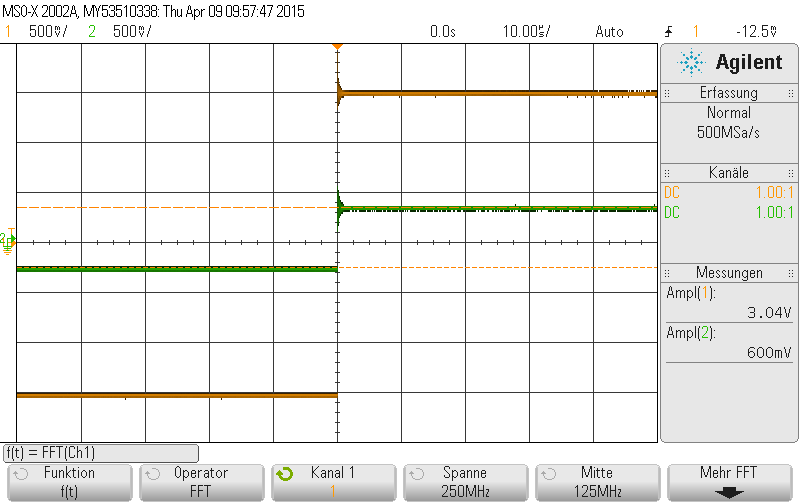 MSO-X 2002A, MY53510338: Thu Apr 09 09:57:47 2015
1 500mV/ 2 500mV/ 0.0s 10.00us/ Auto 1 -12.5mV
Agilent
Erfassung
Normal
500MSa/s
Kanäle
DC 1.00:1
DC 1.00:1
Messungen
Ampl(1):
3.04V
Ampl(2):
600mV
2
f(t) = FFT(Ch1)
Funktion
f(t)
Operator
FFT
Kanal 1
1
Spanne
250MHz
Mitte
125MHz
Mehr FFT